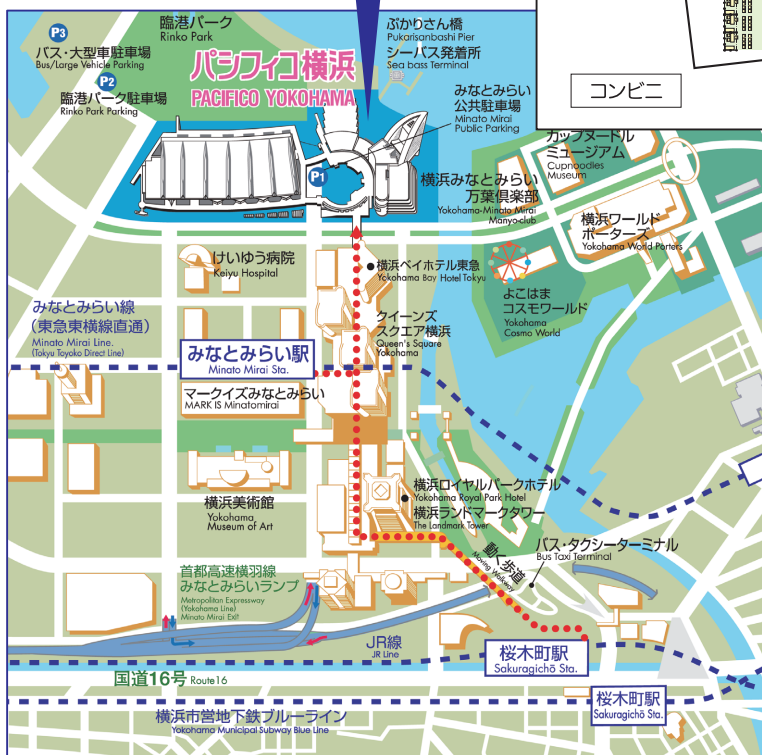 P3
バス・大型車駐車場
Bus/Large Vehicle Parking
P2
臨港パーク駐車場
Rinko Park Parking
臨港パーク
Rinko Park
パシフィコ横浜
PACIFICO YOKOHAMA
ぷかりさん橋
Pukarisanbashi Pier
シーバス発着所
Sea bass Terminal
みなとみらい
公共駐車場
Minato Mirai
Public Parking
コンビニ
カップヌードル
ミュージアム
Cupnoodles
Museum
P1
横浜みなとみらい
万葉倶楽部
Yokohama-Minato Mirai
Manyo club
横浜ワールド
ポーターズ
Yokohama World Porters
けいゆう病院
Keiyu Hospital
横浜ベイホテル東急
Yokohama Bay Hotel Tokyu
よこはま
コスモワールド
Yokohama
Cosmo World
みなとみらい線
（東急東横線直通）
Minato Mirai Line.
(Tokyu Toyoko Direct Line)
クイーンズ
スクエア横浜
Queen's Square
Yokohama
みなとみらい駅
Minato Mirai Sta.
マークイズみなとみらい
MARK IS Minatomirai
横浜美術館
Yokohama
Museum of Art
横浜ロイヤルパークホテル
Yokohama Royal Park Hotel
横浜ランドマークタワー
The Landmark Tower
動く歩道
Moving Walkway
バス・タクシーターミナル
Bus Taxi Terminal
首都高速横羽線
みなとみらいランプ
Metropolitan Expressway
(Yokohama Line)
Minato Mirai Exit
JR線
JR Line
桜木町駅
Sakuragichō Sta.
国道16号 Route16
桜木町駅
Sakuragichō Sta.
横浜市営地下鉄ブルーライン
Yokohama Municipal Subway Blue Line